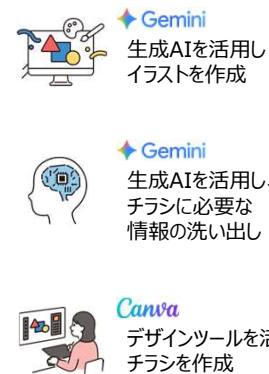 Gemini
生成AIを活用し
イラストを作成
Gemini
生成AIを活用し、
チラシに必要な
情報の洗い出し
Canva
デザインツールを活
チラシを作成